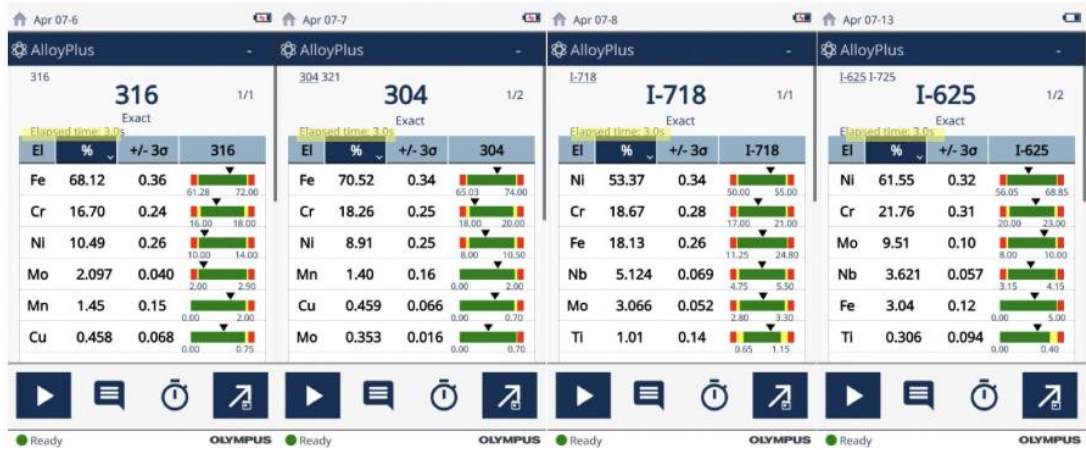 Apr 07-6
AlloyPlus -
316
316 1/1
Exact
Elapsed time: 3.0s
El % +/- 3σ 316
Fe 68.12 0.36
61.28 72.00
Cr 16.70 0.24
16.00 18.00
Ni 10.49 0.26
10.00 14.00
Mo 2.097 0.040
2.00 2.90
Mn 1.45 0.15
0.00 2.00
Cu 0.458 0.068
0.00 0.75
Ready OLYMPUS
Apr 07-7
AlloyPlus -
304 321
304 1/2
Exact
Elapsed time: 3.0s
El % +/- 3σ 304
Fe 70.52 0.34
65.03 74.00
Cr 18.26 0.25
18.00 20.00
Ni 8.91 0.25
8.00 10.50
Mn 1.40 0.16
0.00 2.00
Cu 0.459 0.066
0.00 0.70
Mo 0.353 0.016
0.00 0.70
Ready OLYMPUS
Apr 07-8
AlloyPlus -
I-718
I-718 1/1
Exact
Elapsed time: 3.0s
El % +/- 3σ I-718
Ni 53.37 0.34
50.00 55.00
Cr 18.67 0.28
17.00 21.00
Fe 18.13 0.26
11.25 24.80
Nb 5.124 0.069
4.75 5.50
Mo 3.066 0.052
2.80 3.30
Ti 1.01 0.14
0.65 1.15
Ready OLYMPUS
Apr 07-13
AlloyPlus -
I-625 I-725
I-625 1/2
Exact
Elapsed time: 3.0s
El % +/- 3σ I-625
Ni 61.55 0.32
56.05 68.85
Cr 21.76 0.31
20.00 23.00
Mo 9.51 0.10
8.00 10.00
Nb 3.621 0.057
3.15 4.15
Fe 3.04 0.12
0.00 5.00
Ti 0.306 0.094
0.00 0.40
Ready OLYMPUS